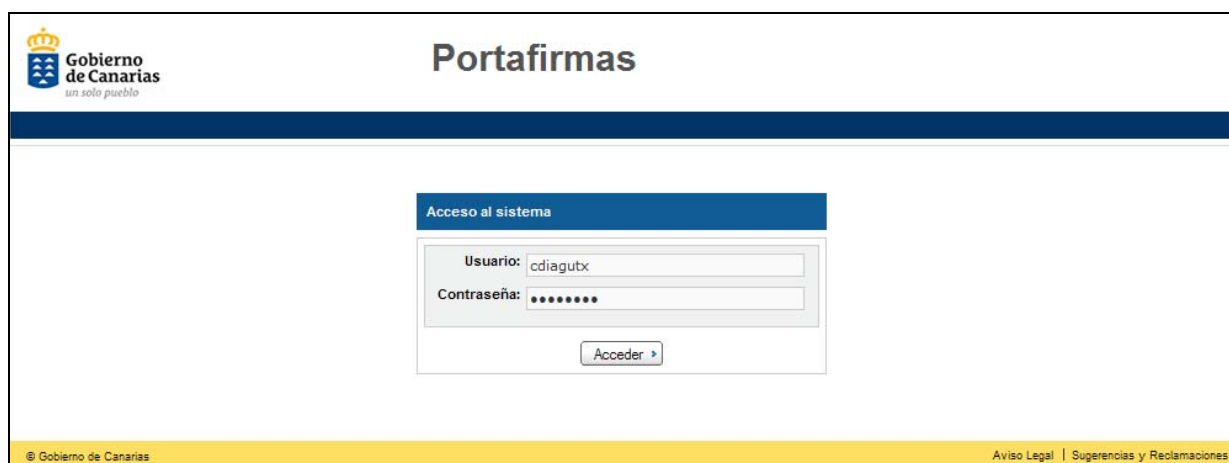 Gobierno
de Canarias
un solo pueblo
Portafirmas
Acceso al sistema
Usuario: cdiagutx
Contraseña: ••••••••
Acceder
© Gobierno de Canarias
Aviso Legal | Sugerencias y Reclamaciones